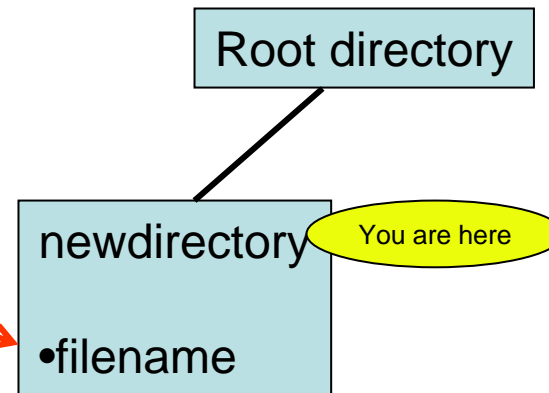 Root directory
newdirectory
You are here
•filename